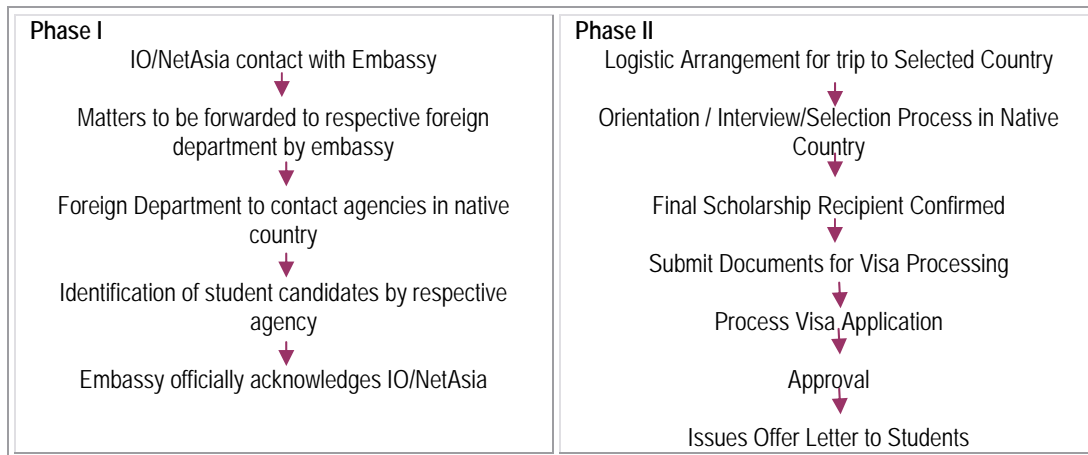 Phase I
IO/NetAsia contact with Embassy
Matters to be forwarded to respective foreign
department by embassy
Foreign Department to contact agencies in native
country
Identification of student candidates by respective
agency
Embassy officially acknowledges IO/NetAsia
Phase II
Logistic Arrangement for trip to Selected Country
Orientation / Interview/Selection Process in Native
Country
Final Scholarship Recipient Confirmed
Submit Documents for Visa Processing
Process Visa Application
Approval
Issues Offer Letter to Students